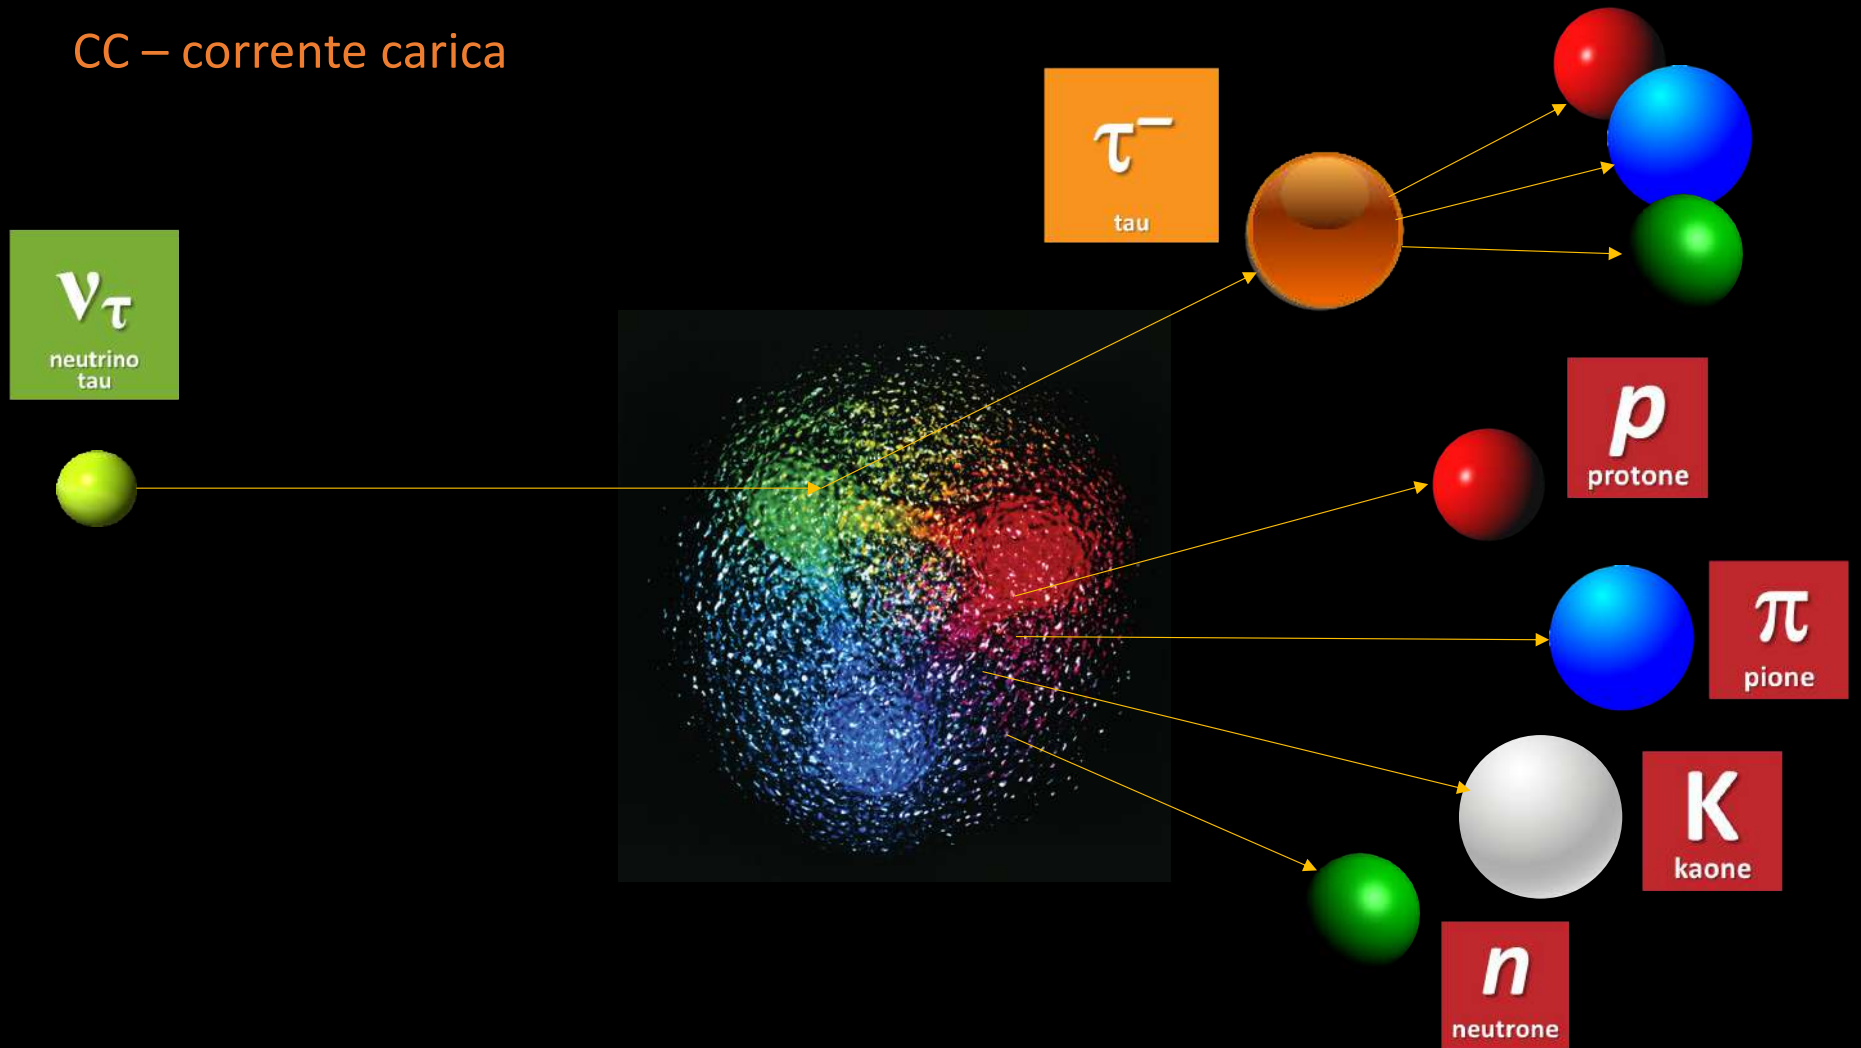 CC – corrente carica
τ⁻
tau
ντ
neutrino
tau
p
protone
π
pione
K
kaone
n
neutrone